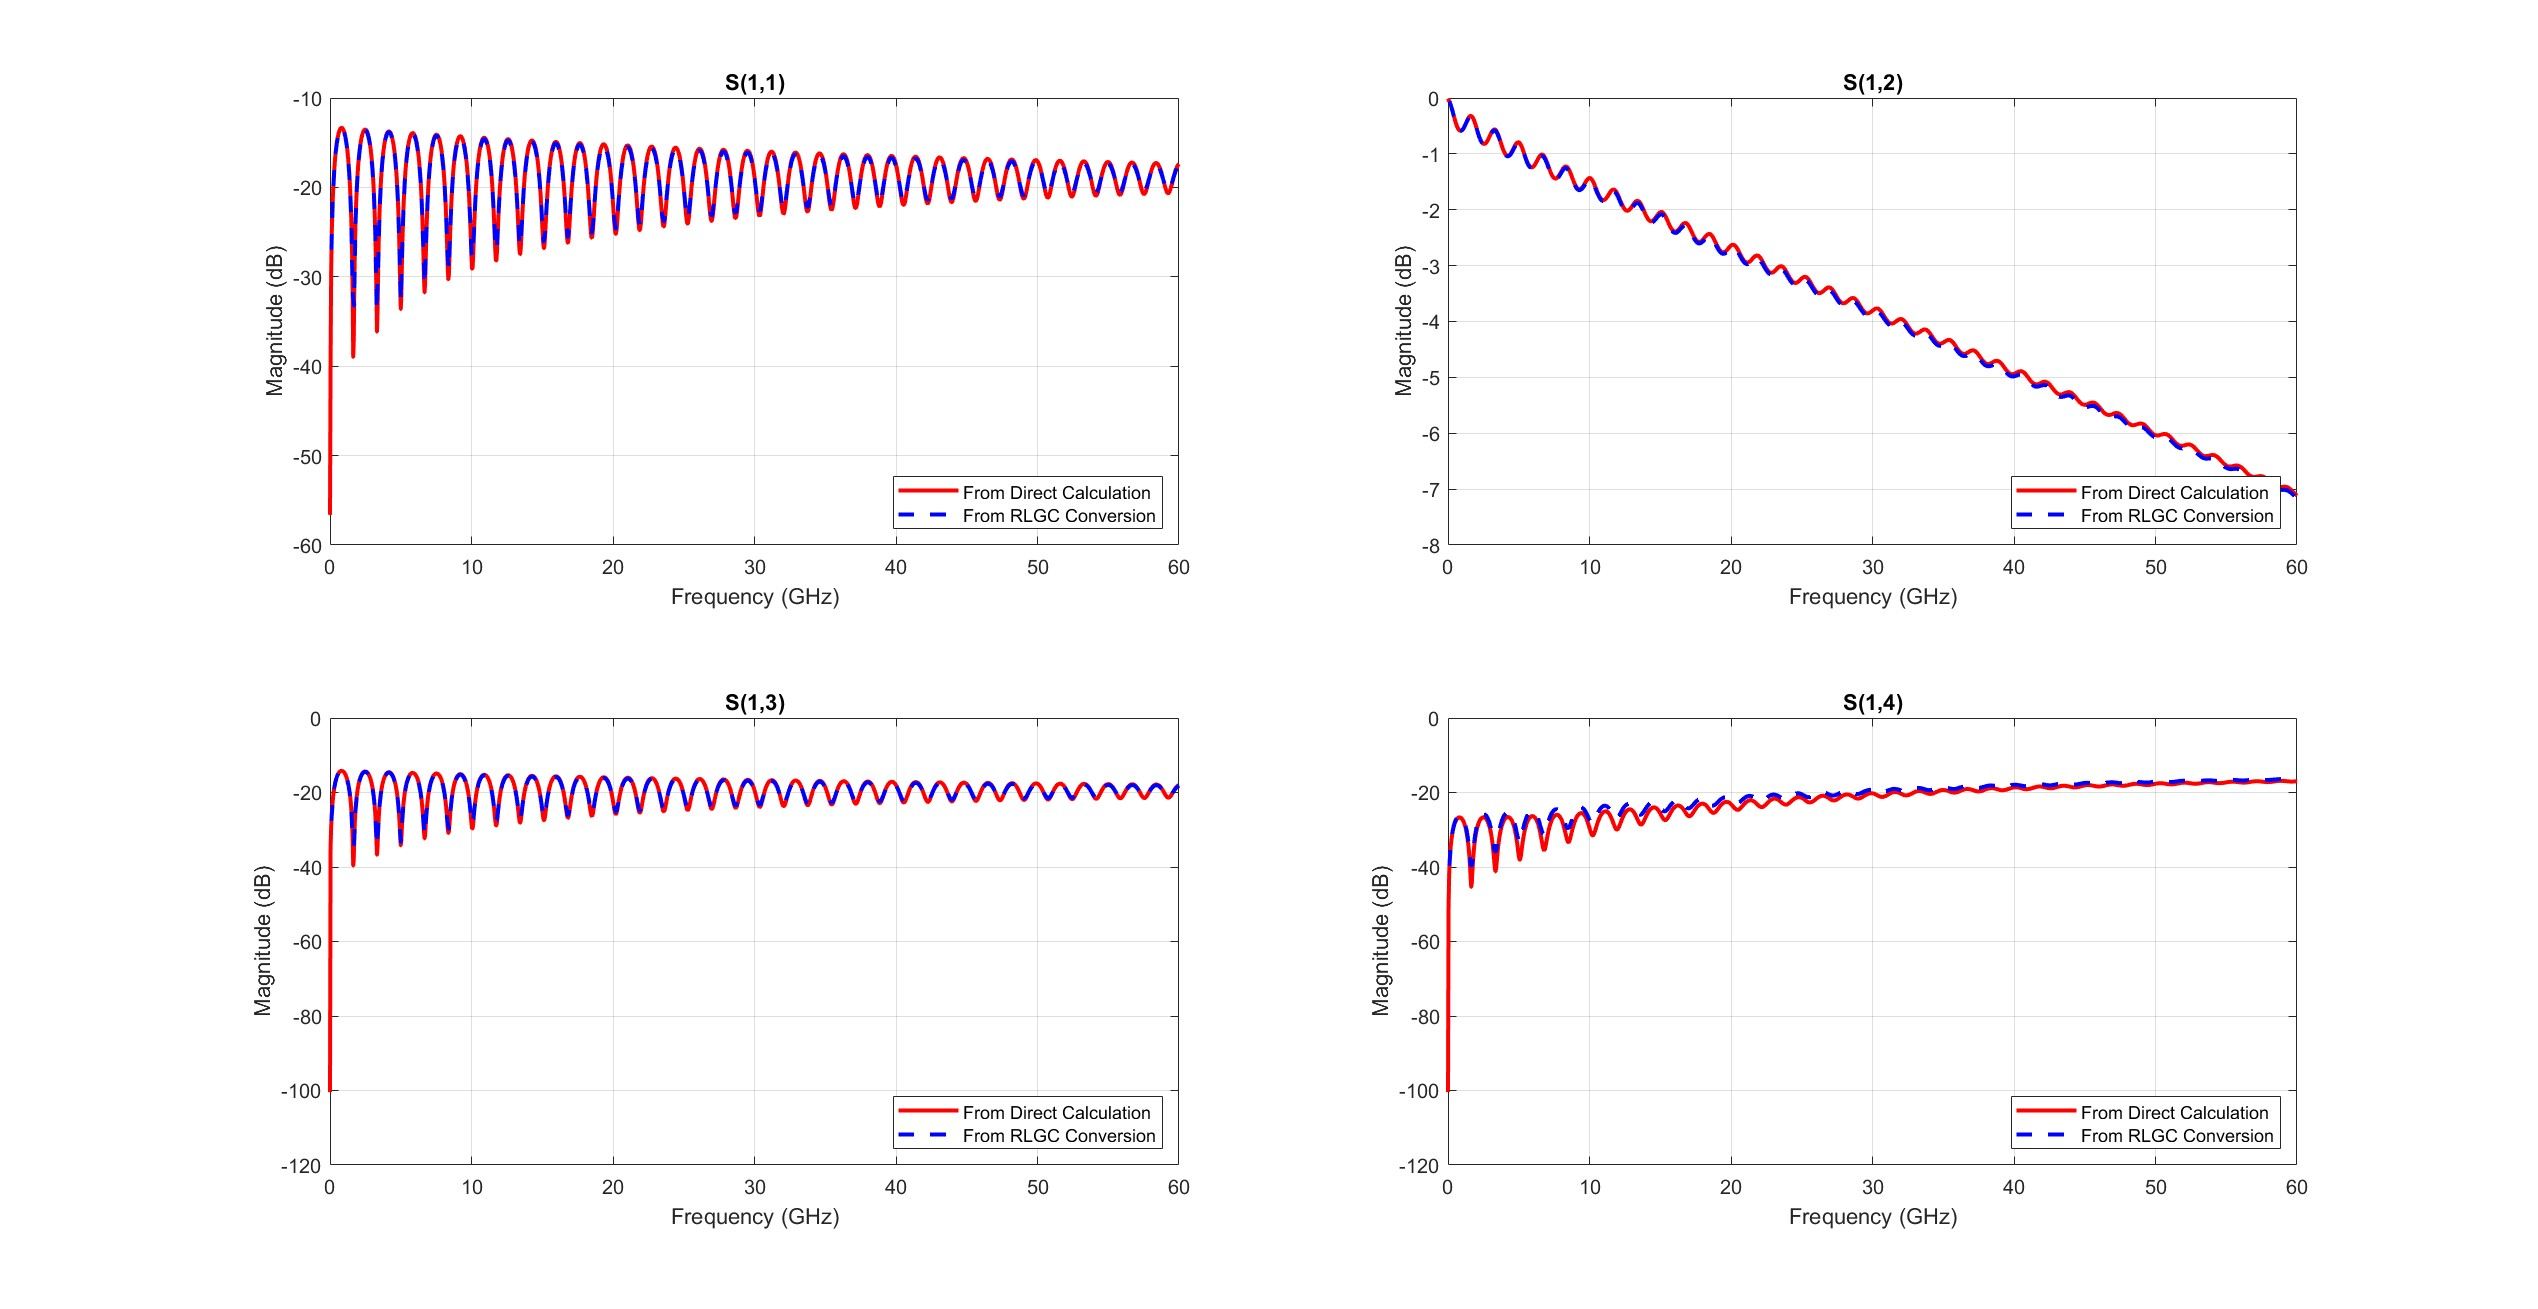 S(1,1)
Magnitude (dB)
-10
-20
-30
-40
-50
-60
0 10 20 30 40 50 60
Frequency (GHz)
From Direct Calculation
From RLGC Conversion
S(1,2)
Magnitude (dB)
0
-1
-2
-3
-4
-5
-6
-7
-8
0 10 20 30 40 50 60
Frequency (GHz)
From Direct Calculation
From RLGC Conversion
S(1,3)
Magnitude (dB)
0
-20
-40
-60
-80
-100
-120
0 10 20 30 40 50 60
Frequency (GHz)
From Direct Calculation
From RLGC Conversion
S(1,4)
Magnitude (dB)
0
-20
-40
-60
-80
-100
-120
0 10 20 30 40 50 60
Frequency (GHz)
From Direct Calculation
From RLGC Conversion